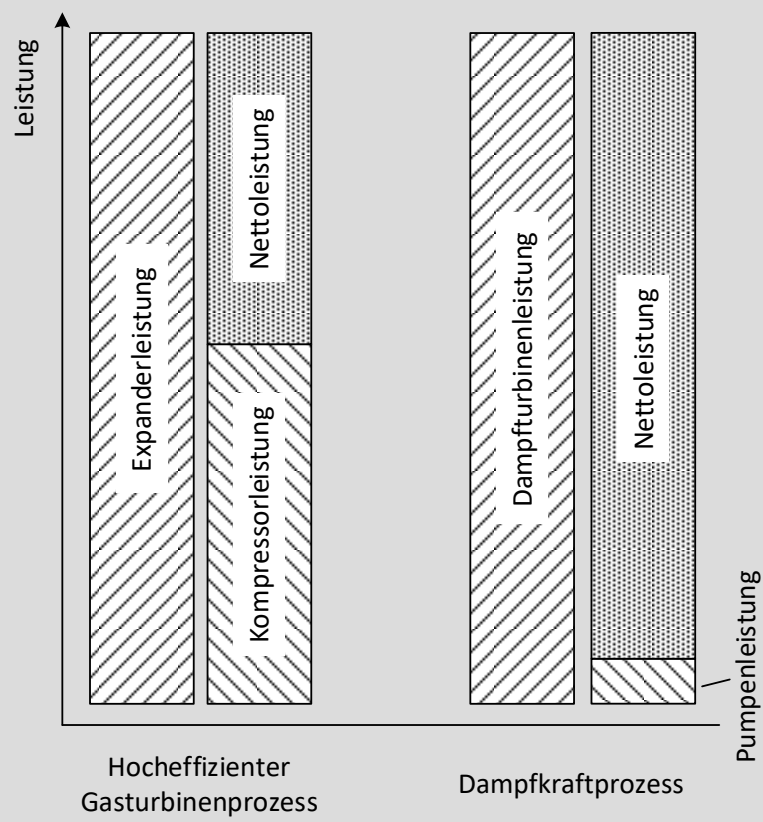 Leistung
Expanderleistung
Nettoleistung
Kompressorleistung
Dampfturbinenleistung
Nettoleistung
Pumpenleistung
Hocheffizienter
Gasturbinenprozess
Dampfkraftprozess